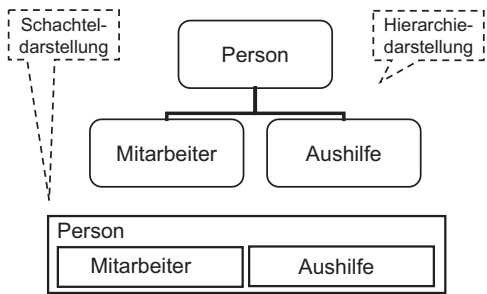 Schachtel-
darstellung
Hierarchie-
darstellung
Person
Mitarbeiter
Aushilfe
Person
Mitarbeiter
Aushilfe